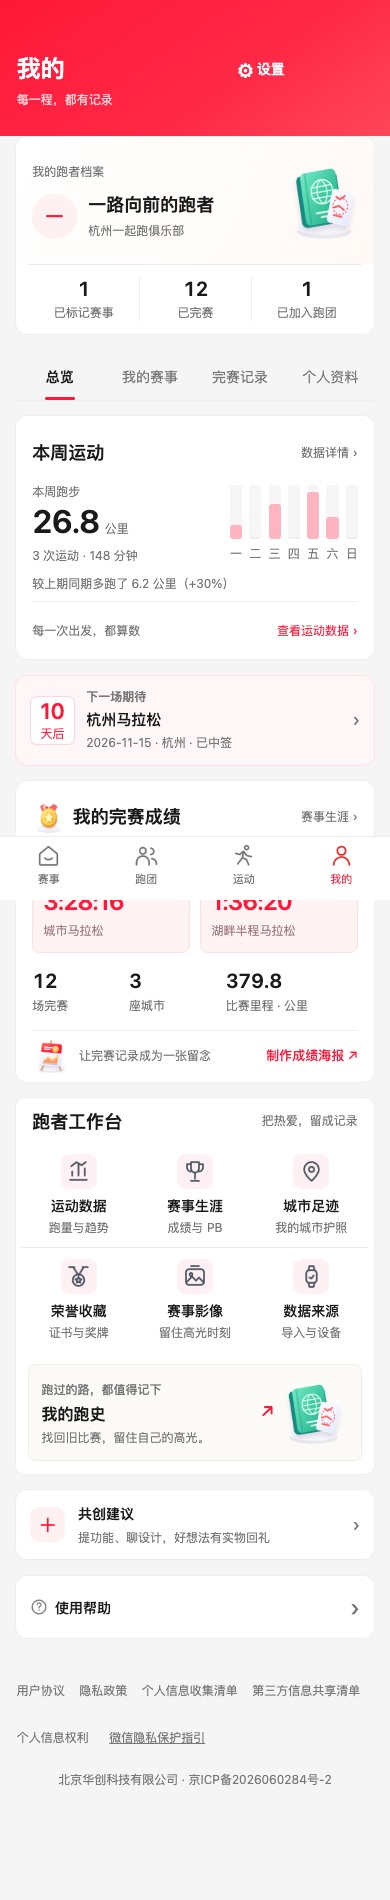 我的
设置
每一程，都有记录
我的跑者档案
一路向前的跑者
杭州一起跑俱乐部
1
12
1
已标记赛事
已完赛
已加入跑团
总览
我的赛事
完赛记录
个人资料
本周运动
数据详情 ›
本周跑步
26.8 公里
3 次运动 · 148 分钟
一 二 三 四 五 六 日
较上期同期多跑了 6.2 公里（+30%）
每一次出发，都算数
查看运动数据 ›
10
天后
下一场期待
杭州马拉松
2026-11-15 · 杭州 · 已中签
我的完赛成绩
赛事生涯 ›
赛事
跑团
运动
我的
3:28:16
1:36:20
城市马拉松
湖畔半程马拉松
12
3
379.8
场完赛
座城市
比赛里程 · 公里
让完赛记录成为一张留念
制作成绩海报 ↗
跑者工作台
把热爱，留成记录
运动数据
赛事生涯
城市足迹
跑量与趋势
成绩与 PB
我的城市护照
荣誉收藏
赛事影像
数据来源
证书与奖牌
留住高光时刻
导入与设备
跑过的路，都值得记下
我的跑史
找回旧比赛，留住自己的高光。
共创建议
提功能、聊设计，好想法有实物回礼
使用帮助
用户协议
隐私政策
个人信息收集清单
第三方信息共享清单
个人信息权利
微信隐私保护指引
北京华创科技有限公司 · 京ICP备2026060284号-2